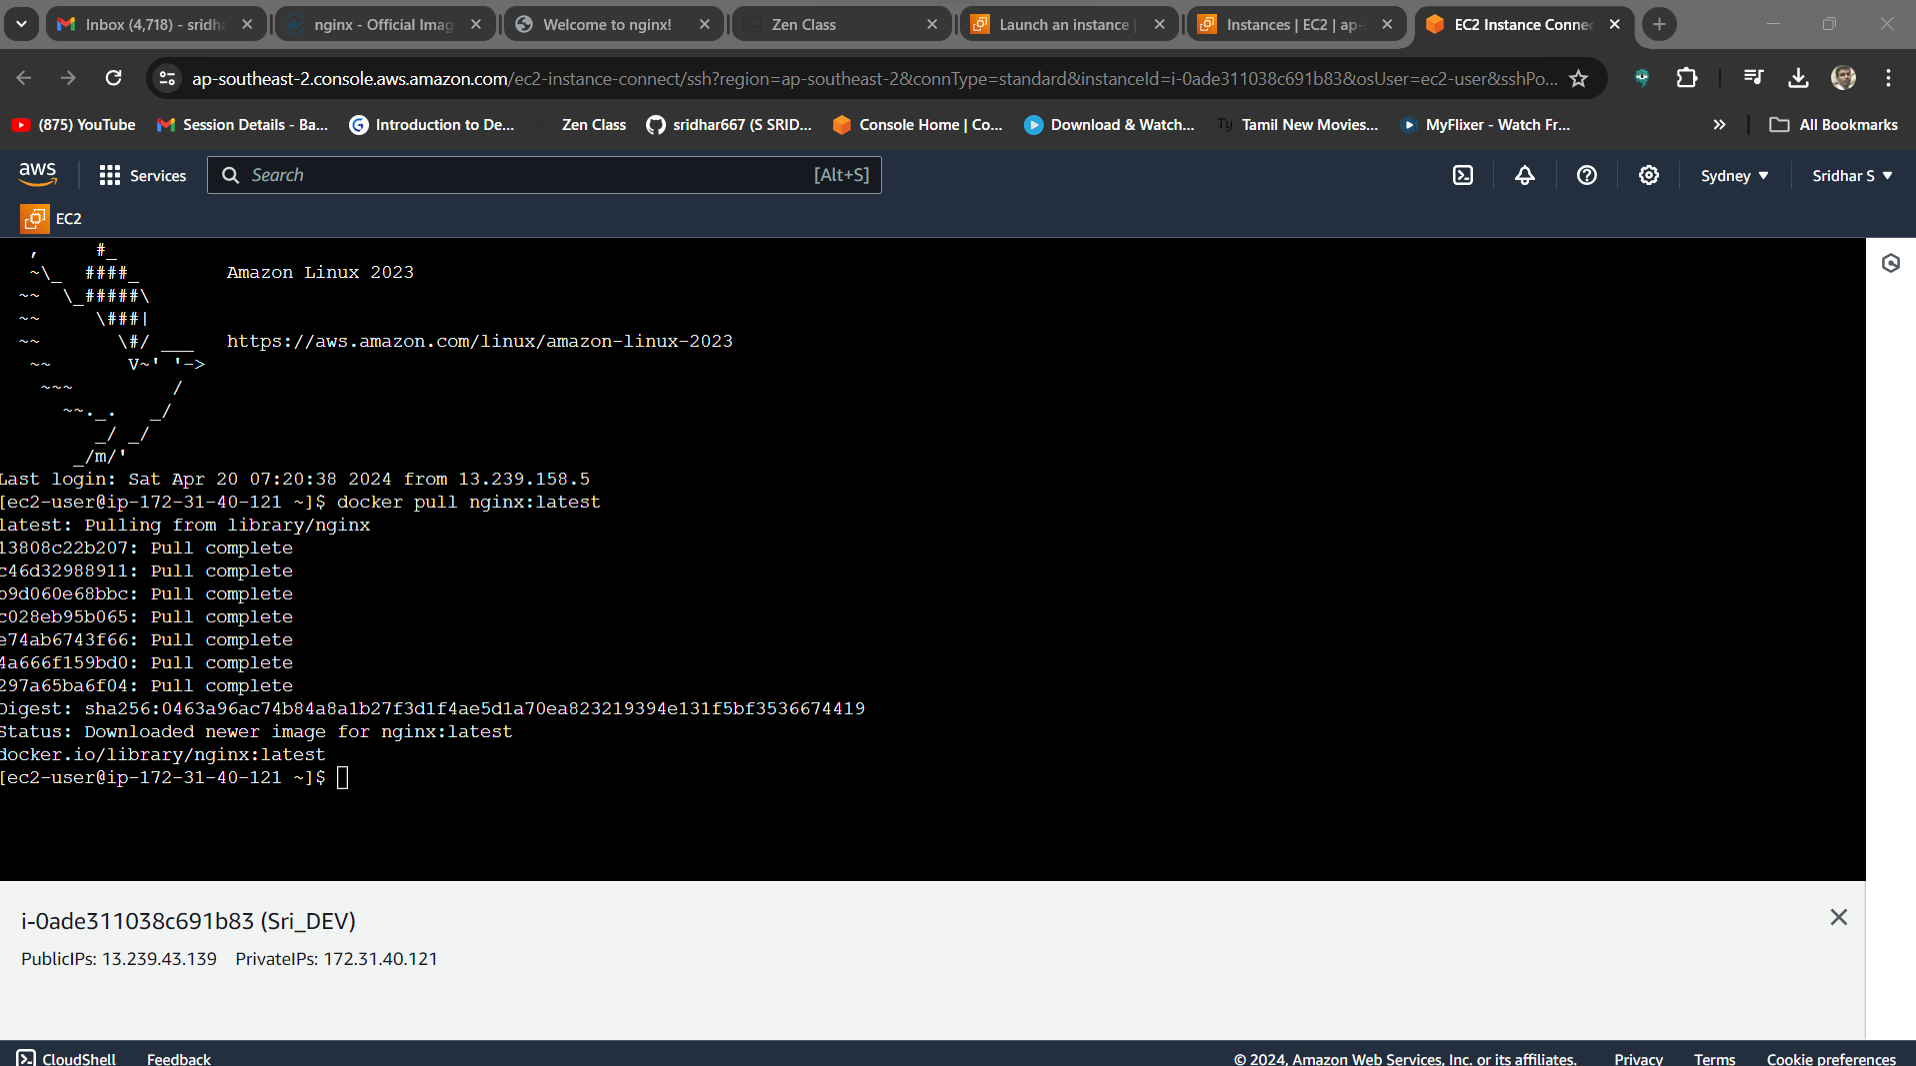 Inbox (4,718) - sridha
nginx - Official Imag
Welcome to nginx!
Zen Class
Launch an instance |
Instances | EC2 | ap-
EC2 Instance Connec
ap-southeast-2.console.aws.amazon.com/ec2-instance-connect/ssh?region=ap-southeast-2&connType=standard&instanceId=i-0ade311038c691b83&osUser=ec2-user&sshPo...
(875) YouTube
Session Details - Ba...
Introduction to De...
Zen Class
sridhar667 (S SRID...
Console Home | Co...
Download & Watch...
Ty Tamil New Movies...
MyFlixer - Watch Fr...
All Bookmarks
aws
Services
Search
[Alt+S]
Sydney
Sridhar S
EC2
   ,     #_
   ~\_  ####_        Amazon Linux 2023
  ~~  \_#####\
  ~~     \###|
  ~~       \#/ ___   https://aws.amazon.com/linux/amazon-linux-2023
   ~~       V~' '->
    ~~~         /
      ~~._.   _/
         _/ _/
       _/m/'
Last login: Sat Apr 20 07:20:38 2024 from 13.239.158.5
[ec2-user@ip-172-31-40-121 ~]$ docker pull nginx:latest
latest: Pulling from library/nginx
13808c22b207: Pull complete
c46d32988911: Pull complete
b9d060e68bbc: Pull complete
c028eb95b065: Pull complete
e74ab6743f66: Pull complete
4a666f159bd0: Pull complete
297a65ba6f04: Pull complete
Digest: sha256:0463a96ac74b84a8a1b27f3d1f4ae5d1a70ea823219394e131f5bf3536674419
Status: Downloaded newer image for nginx:latest
docker.io/library/nginx:latest
[ec2-user@ip-172-31-40-121 ~]$
i-0ade311038c691b83 (Sri_DEV)
PublicIPs: 13.239.43.139 PrivateIPs: 172.31.40.121
CloudShell
Feedback
© 2024, Amazon Web Services, Inc. or its affiliates.
Privacy
Terms
Cookie preferences